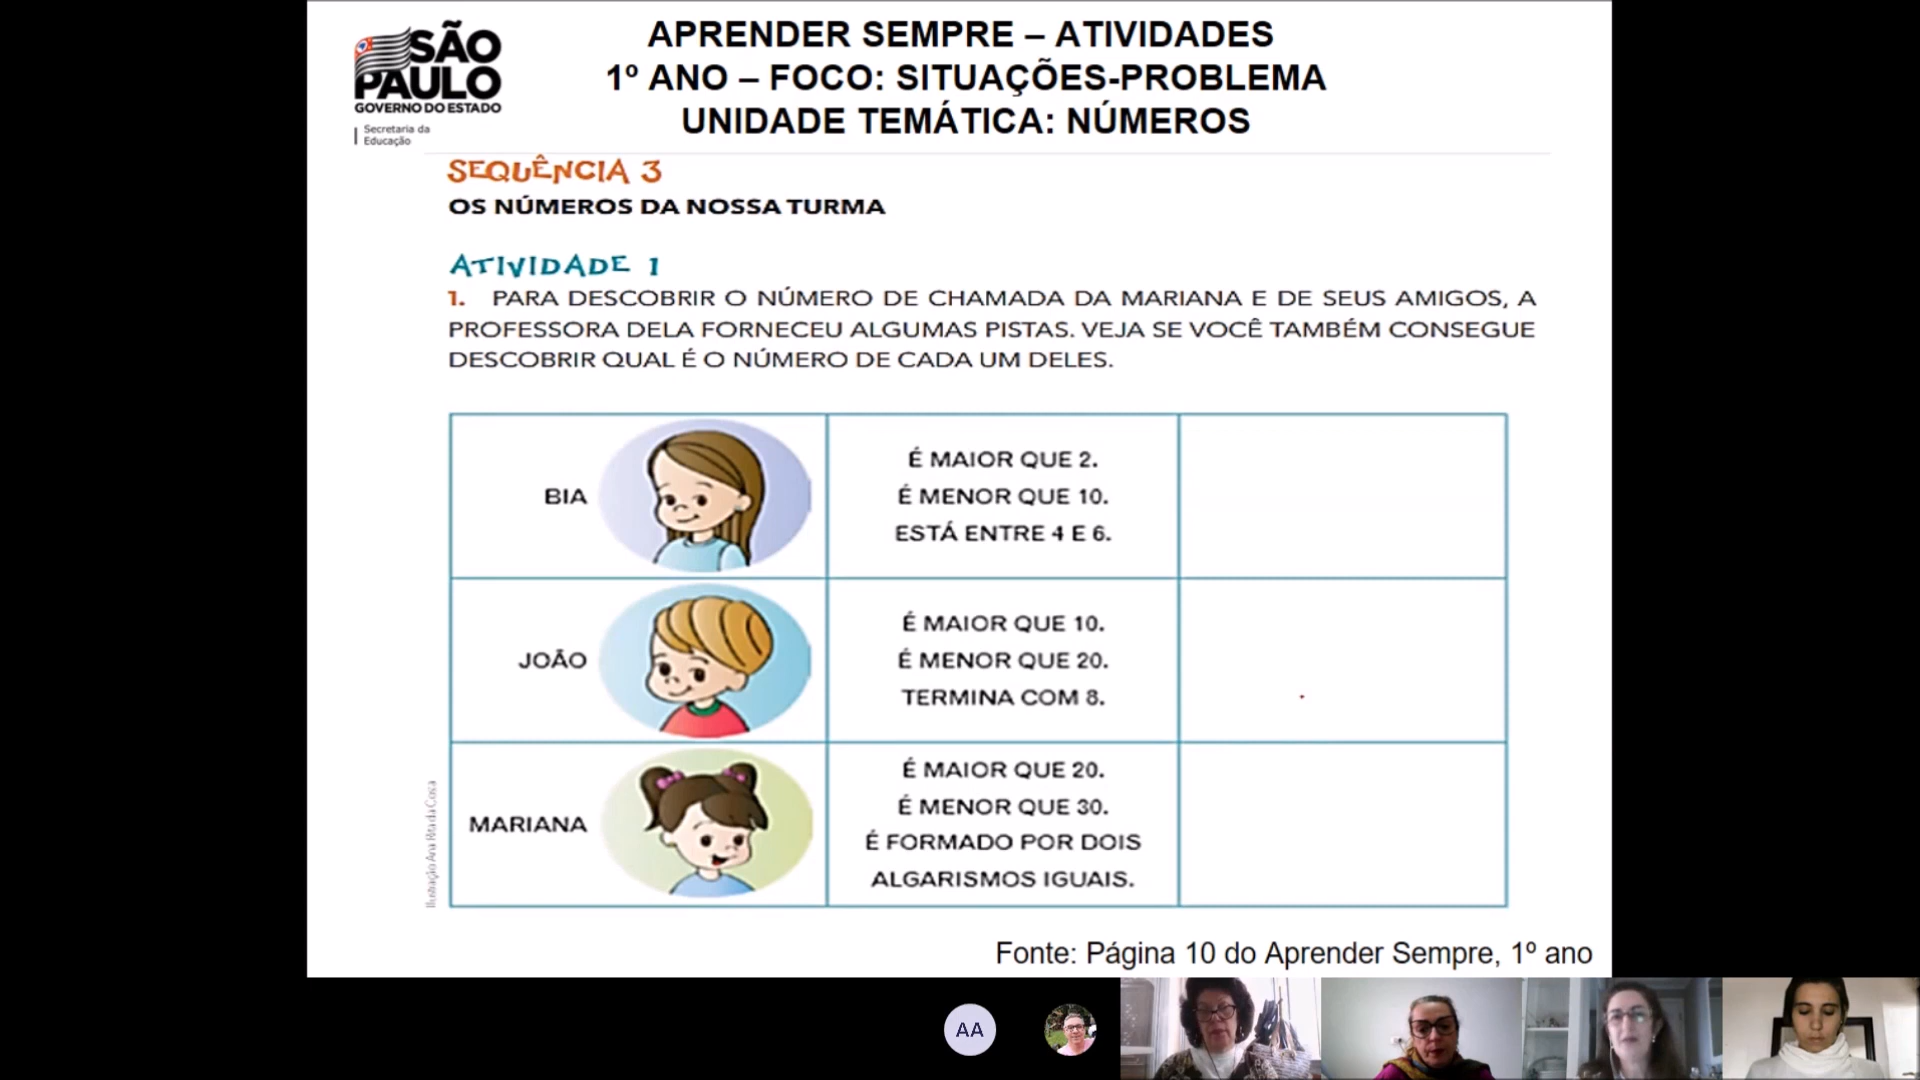 SÃO
PAULO
GOVERNO DO ESTADO
Secretaria da
Educação
APRENDER SEMPRE – ATIVIDADES
1º ANO – FOCO: SITUAÇÕES-PROBLEMA
UNIDADE TEMÁTICA: NÚMEROS
SEQUÊNCIA 3
OS NÚMEROS DA NOSSA TURMA
ATIVIDADE 1
1. PARA DESCOBRIR O NÚMERO DE CHAMADA DA MARIANA E DE SEUS AMIGOS, A
PROFESSORA DELA FORNECEU ALGUMAS PISTAS. VEJA SE VOCÊ TAMBÉM CONSEGUE
DESCOBRIR QUAL É O NÚMERO DE CADA UM DELES.
BIA
É MAIOR QUE 2.
É MENOR QUE 10.
ESTÁ ENTRE 4 E 6.
JOÃO
É MAIOR QUE 10.
É MENOR QUE 20.
TERMINA COM 8.
MARIANA
É MAIOR QUE 20.
É MENOR QUE 30.
É FORMADO POR DOIS
ALGARISMOS IGUAIS.
Ilustração Ana Rita da Costa
Fonte: Página 10 do Aprender Sempre, 1º ano
AA